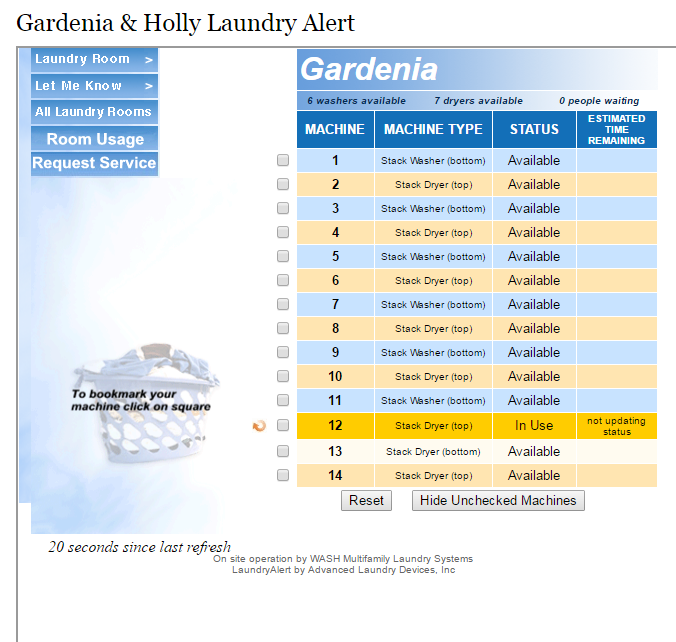 Gardenia & Holly Laundry Alert
Laundry Room >
Let Me Know >
All Laundry Rooms
Room Usage
Request Service
Gardenia
6 washers available 7 dryers available 0 people waiting
MACHINE MACHINE TYPE STATUS ESTIMATED TIME REMAINING
1 Stack Washer (bottom) Available
2 Stack Dryer (top) Available
3 Stack Washer (bottom) Available
4 Stack Dryer (top) Available
5 Stack Washer (bottom) Available
6 Stack Dryer (top) Available
7 Stack Washer (bottom) Available
8 Stack Dryer (top) Available
9 Stack Washer (bottom) Available
10 Stack Dryer (top) Available
11 Stack Washer (bottom) Available
12 Stack Dryer (top) In Use not updating status
13 Stack Dryer (bottom) Available
14 Stack Dryer (top) Available
To bookmark your
machine click on square
Reset Hide Unchecked Machines
20 seconds since last refresh
On site operation by WASH Multifamily Laundry Systems
LaundryAlert by Advanced Laundry Devices, Inc